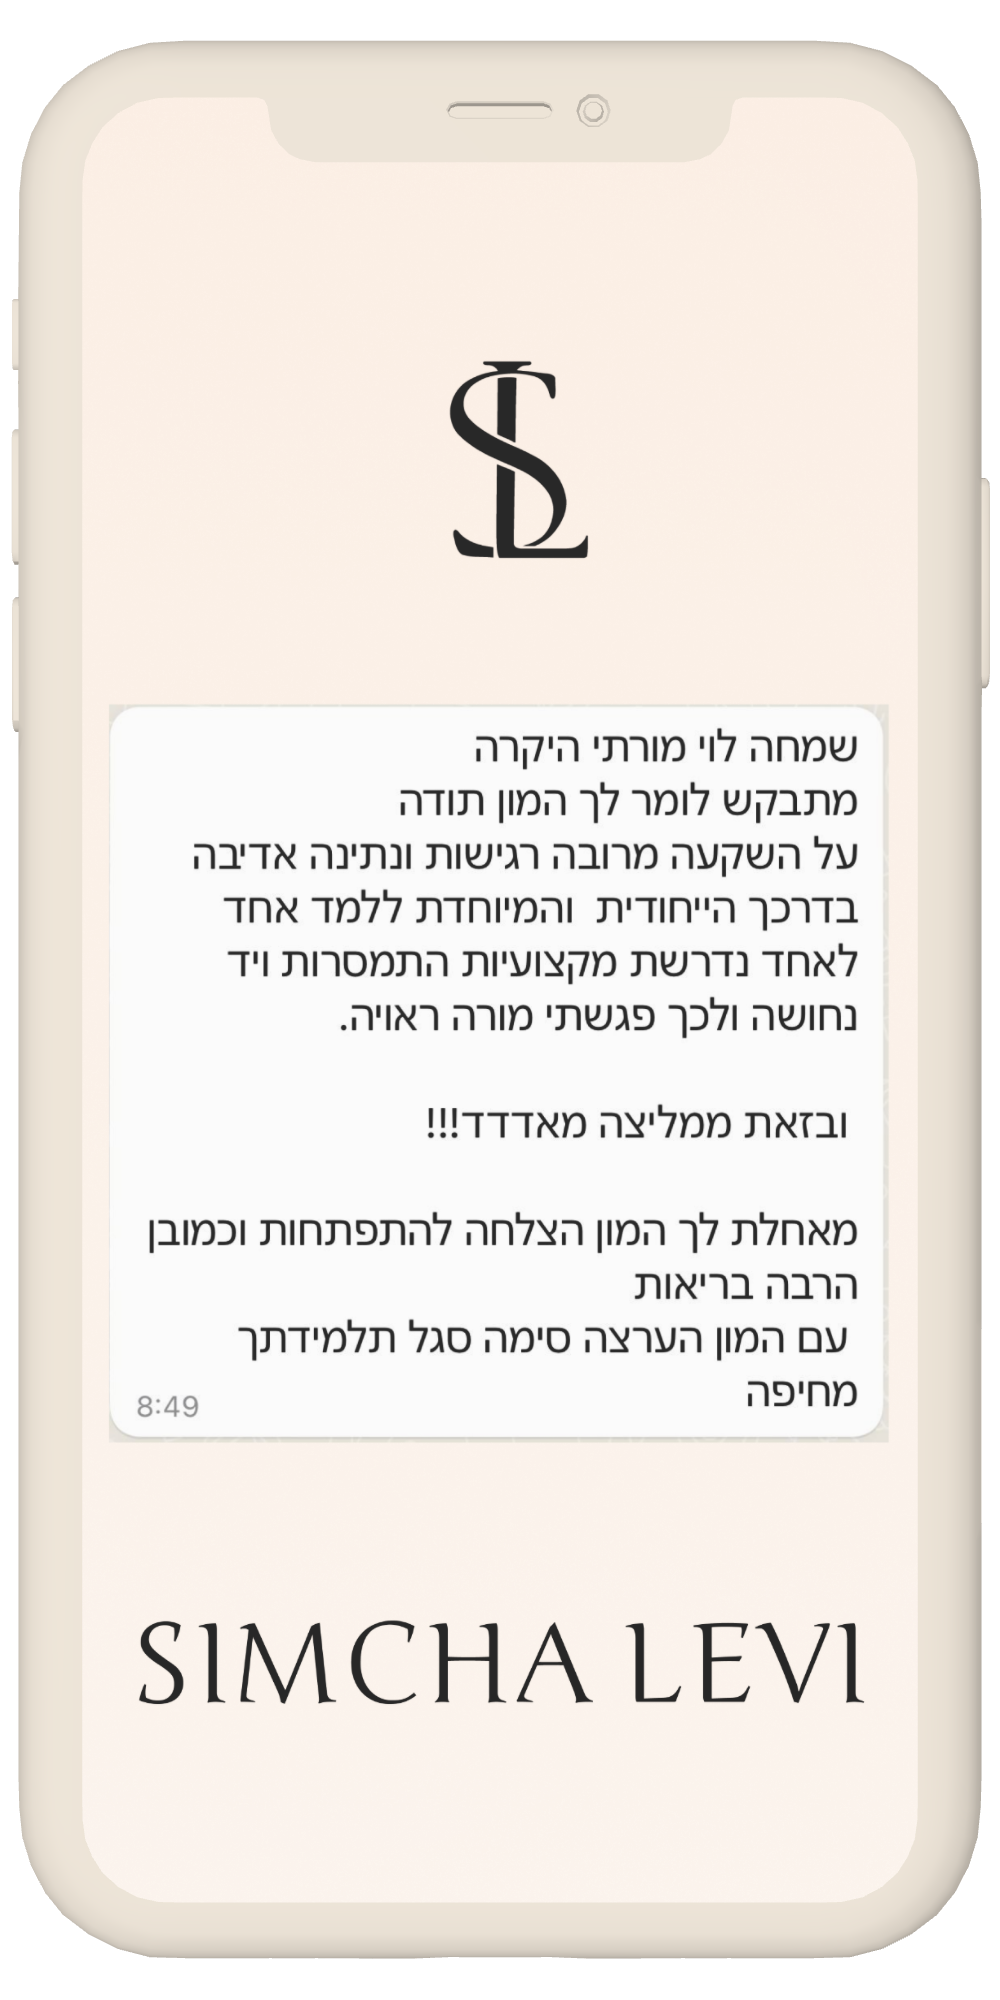 SL
שמחה לוי מורתי היקרה
מתבקש לומר לך המון תודה
על השקעה מרובה רגישות ונתינה אדיבה
בדרכך הייחודית  והמיוחדת ללמד אחד
לאחד נדרשת מקצועיות התמסרות ויד
נחושה ולכך פגשתי מורה ראויה.
ובזאת ממליצה מאדדד!!!
מאחלת לך המון הצלחה להתפתחות וכמובן
הרבה בריאות
עם המון הערצה סימה סגל תלמידתך
מחיפה
8:49
SIMCHA LEVI